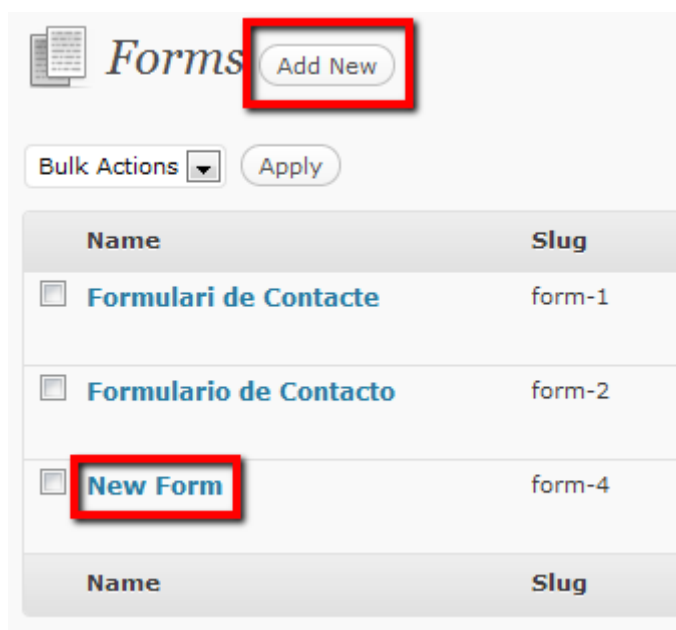 Forms Add New
Bulk Actions Apply
Name Slug
Formulari de Contacte form-1
Formulario de Contacto form-2
New Form form-4
Name Slug